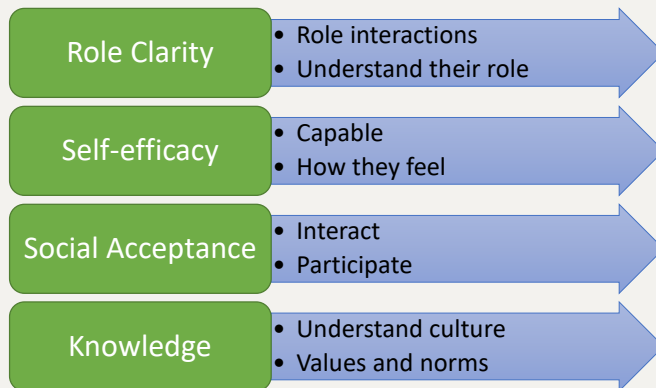 Role Clarity
• Role interactions
• Understand their role
Self-efficacy
• Capable
• How they feel
Social Acceptance
• Interact
• Participate
Knowledge
• Understand culture
• Values and norms